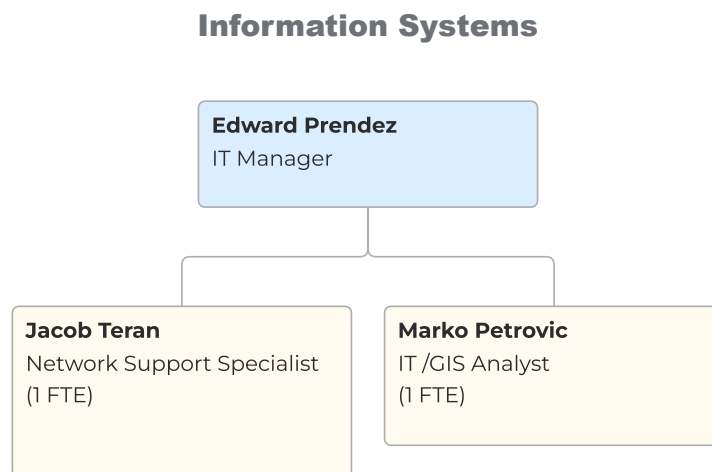 Information Systems
Edward Prendez
IT Manager
Jacob Teran
Network Support Specialist
(1 FTE)
Marko Petrovic
IT /GIS Analyst
(1 FTE)